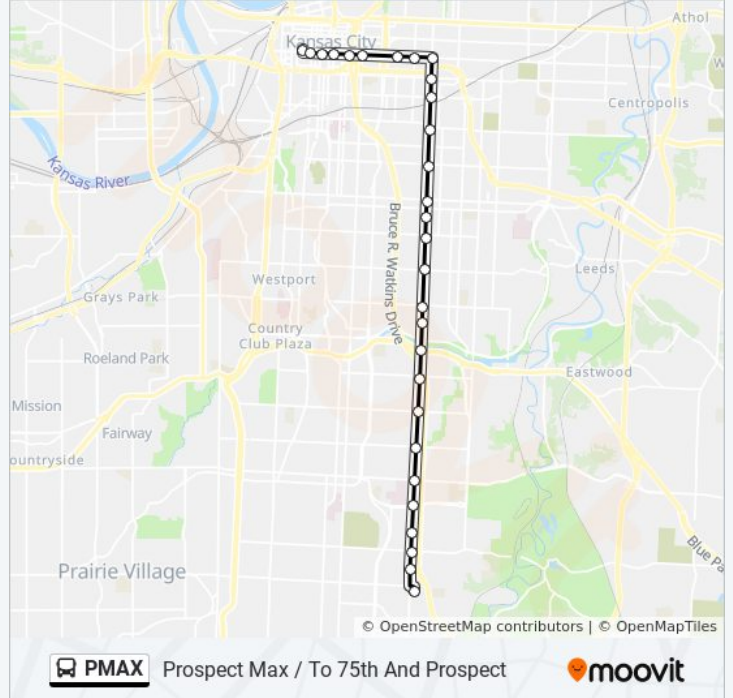 Athol
Kansas City
Centropolis
Kansas River
Bruce R. Watkins Drive
Westport
Leeds
Grays Park
Country
Club Plaza
Roeland Park
Eastwood
Mission
Fairway
ountryside
Blue Pa
Prairie Village
© OpenStreetMap contributors | © OpenMapTiles
PMAX Prospect Max / To 75th And Prospect
moovit